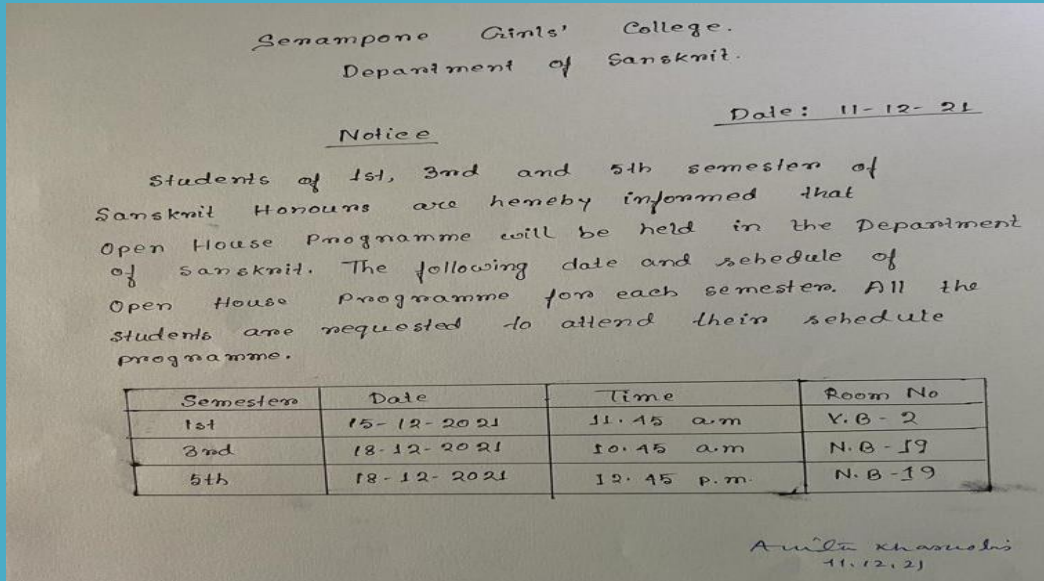 Serampore Girls' College.
Department of Sanskrit.
Date: 11-12-21
Notice
Students of 1st, 3rd and 5th semester of
Sanskrit Honours are hereby informed that
Open House Programme will be held in the Department
of Sanskrit. The following date and schedule of
Open House Programme for each semester. All the
students are requested to attend their schedule
programme.
Semester Date Time Room No
1st 15-12-2021 11.45 a.m V.B-2
3rd 18-12-2021 10.45 a.m N.B-19
5th 18-12-2021 12.45 p.m. N.B-19
11.12.21